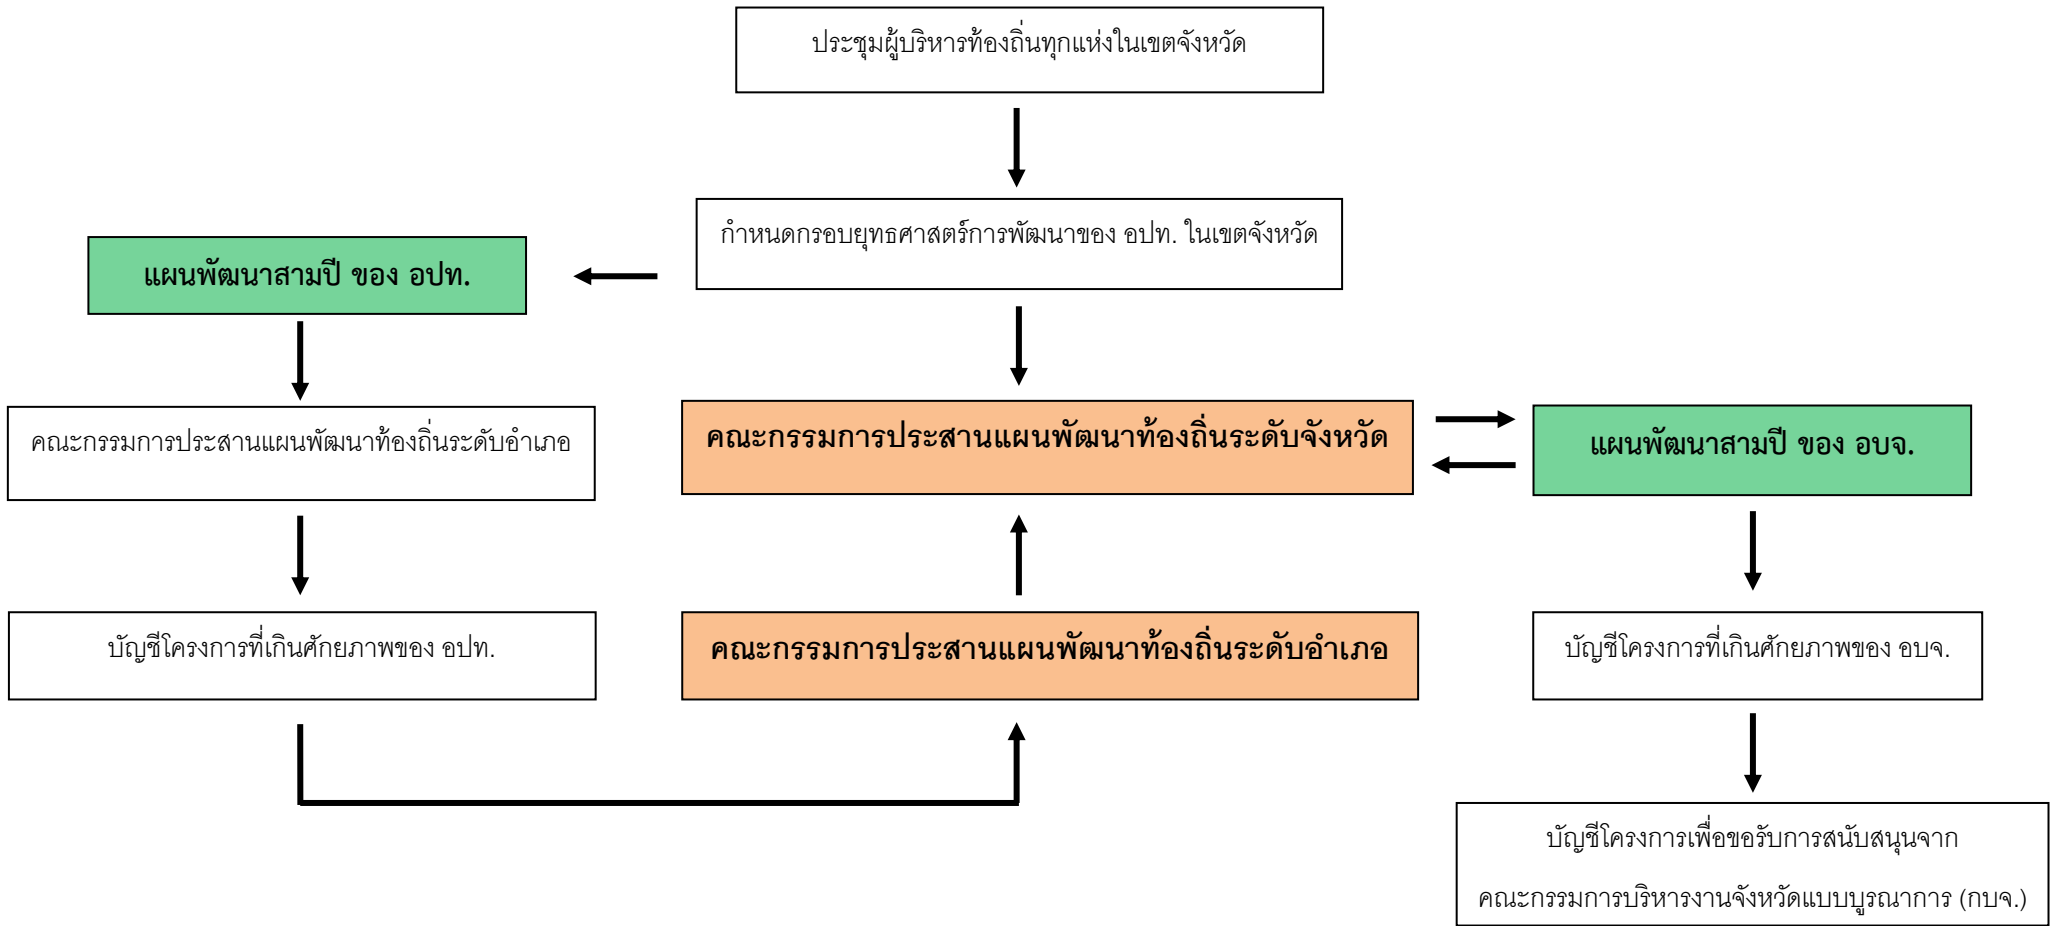 ประชุมผู้บริหารท้องถิ่นทุกแห่งในเขตจังหวัด
กำหนดกรอบยุทธศาสตร์การพัฒนาของ อปท. ในเขตจังหวัด
แผนพัฒนาสามปี ของ อปท.
คณะกรรมการประสานแผนพัฒนาท้องถิ่นระดับอำเภอ
คณะกรรมการประสานแผนพัฒนาท้องถิ่นระดับจังหวัด
แผนพัฒนาสามปี ของ อบจ.
บัญชีโครงการที่เกินศักยภาพของ อปท.
คณะกรรมการประสานแผนพัฒนาท้องถิ่นระดับอำเภอ
บัญชีโครงการที่เกินศักยภาพของ อบจ.
บัญชีโครงการเพื่อขอรับการสนับสนุนจาก
คณะกรรมการบริหารงานจังหวัดแบบบูรณาการ (กบจ.)